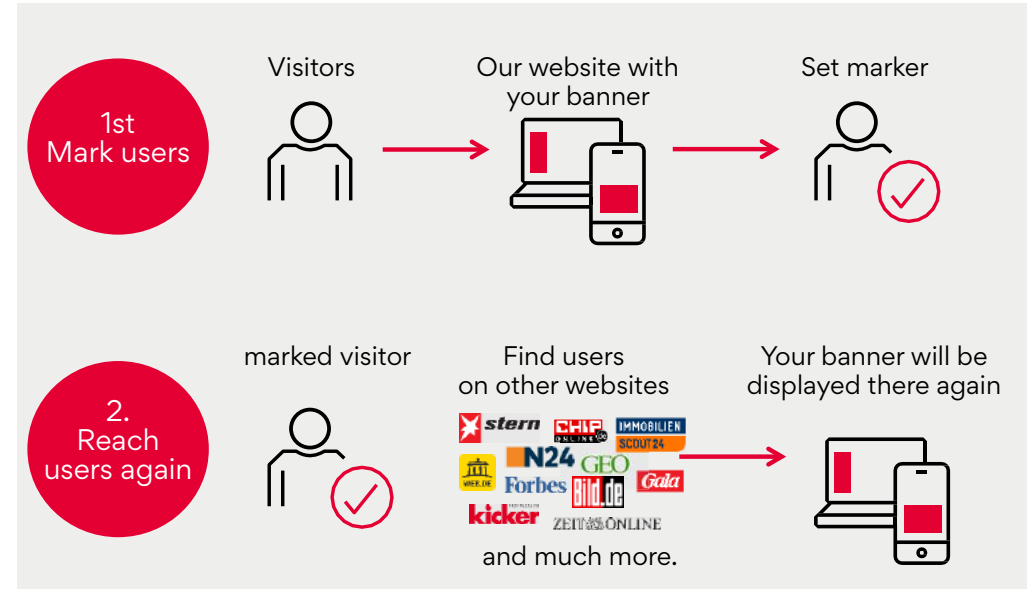 Visitors
Our website with
your banner
Set marker
1st
Mark users
marked visitor
Find users
on other websites
Your banner will be
displayed there again
2.
Reach
users again
stern
CHIP
ONLINE
IMMOBILIEN
SCOUT24
WEB.DE
N24
GEO
Forbes
Bild.de
Gala
kicker
ZEIT ONLINE
and much more.